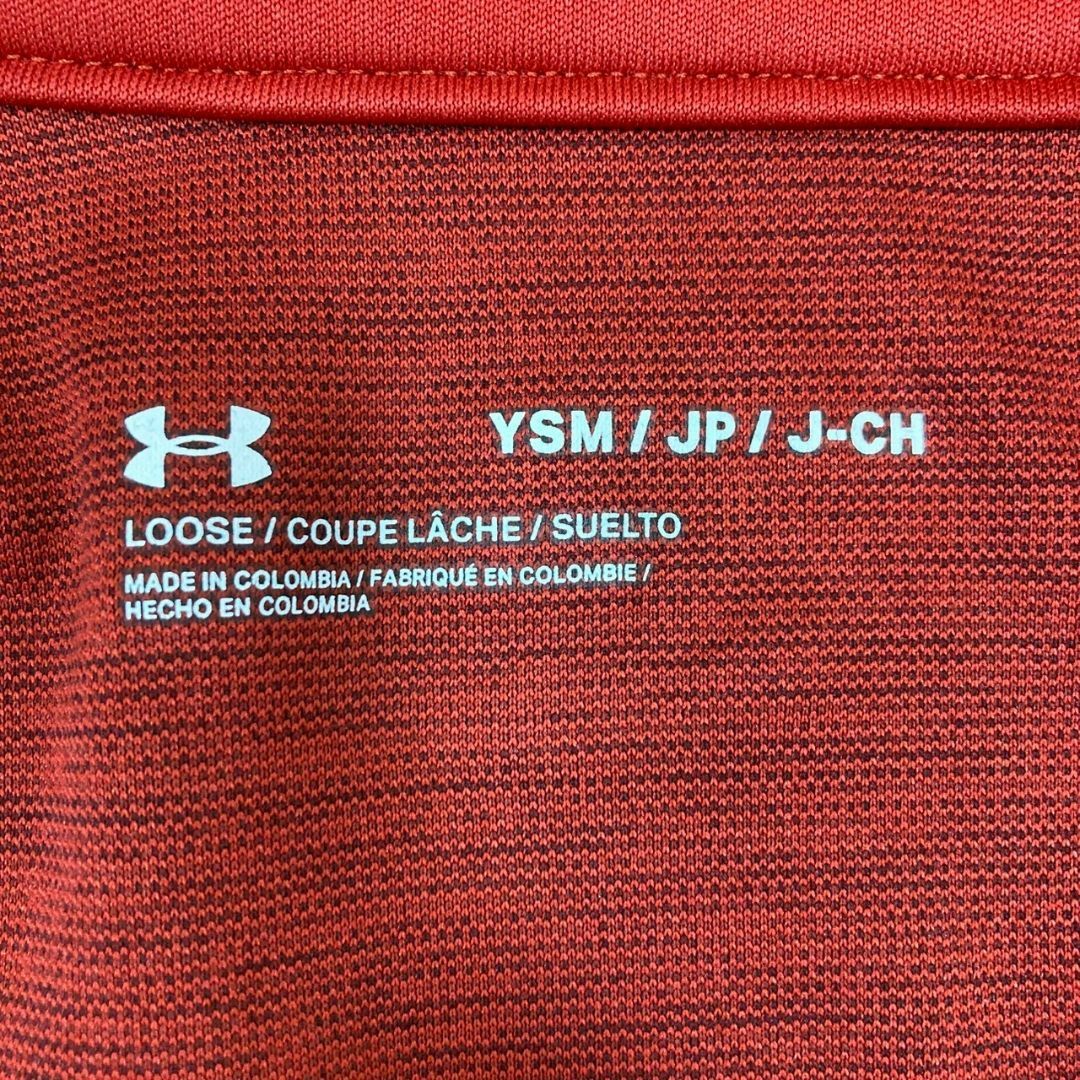 YSM / JP / J-CH
LOOSE / COUPE LÂCHE / SUELTO
MADE IN COLOMBIA / FABRIQUÉ EN COLOMBIE /
HECHO EN COLOMBIA